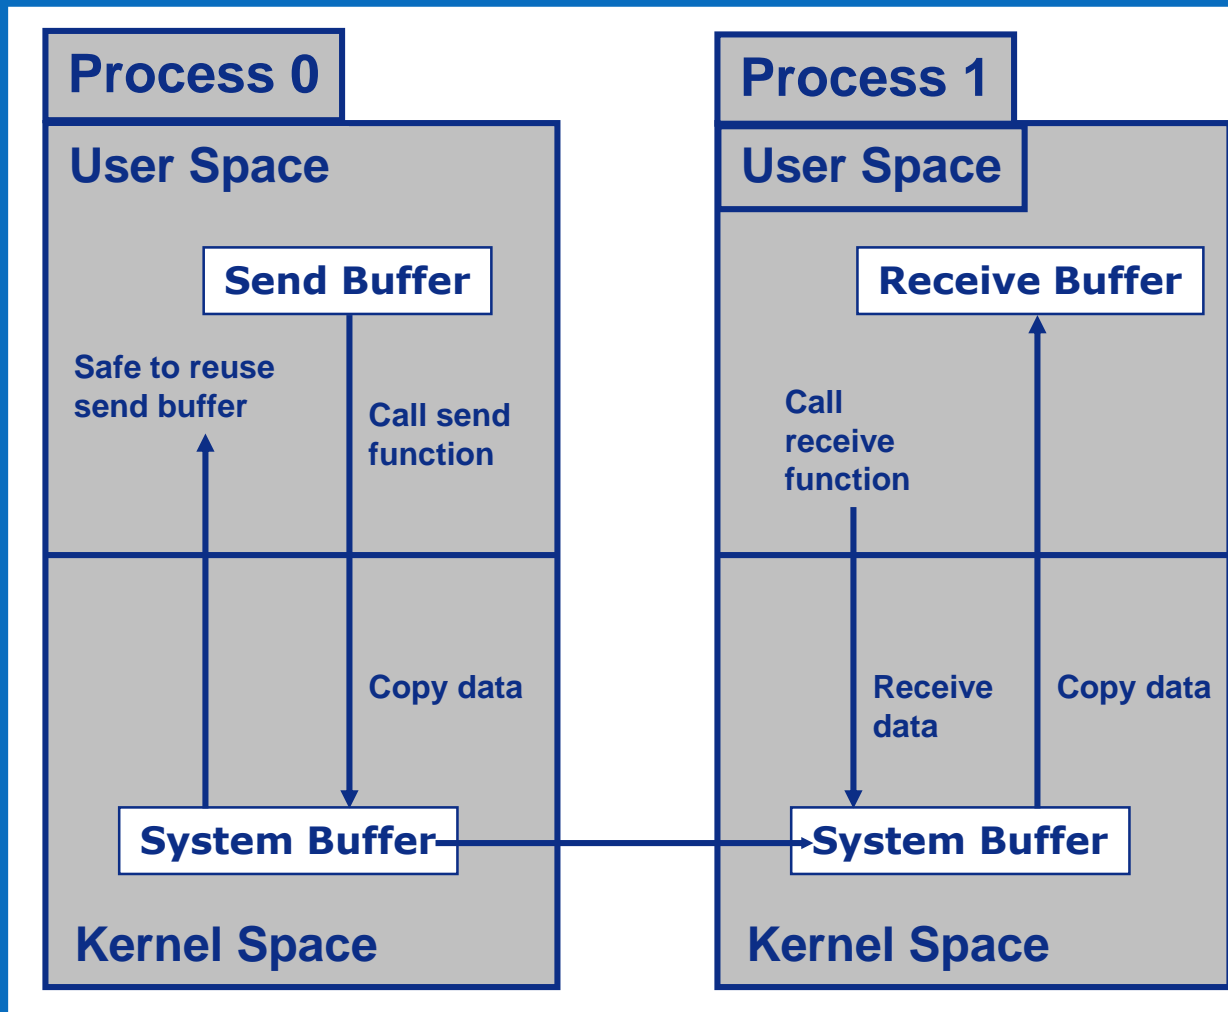 Process 0
User Space
Send Buffer
Safe to reuse
send buffer
Call send
function
Copy data
System Buffer
Kernel Space
Process 1
User Space
Receive Buffer
Call
receive
function
Receive
data
Copy data
System Buffer
Kernel Space